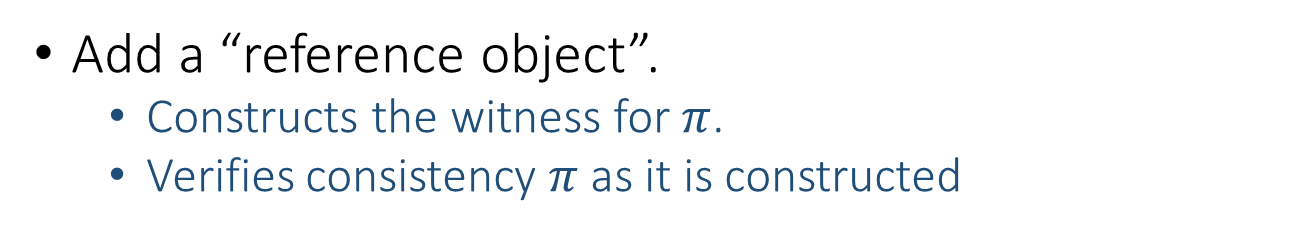 • Add a “reference object”.
• Constructs the witness for π.
• Verifies consistency π as it is constructed